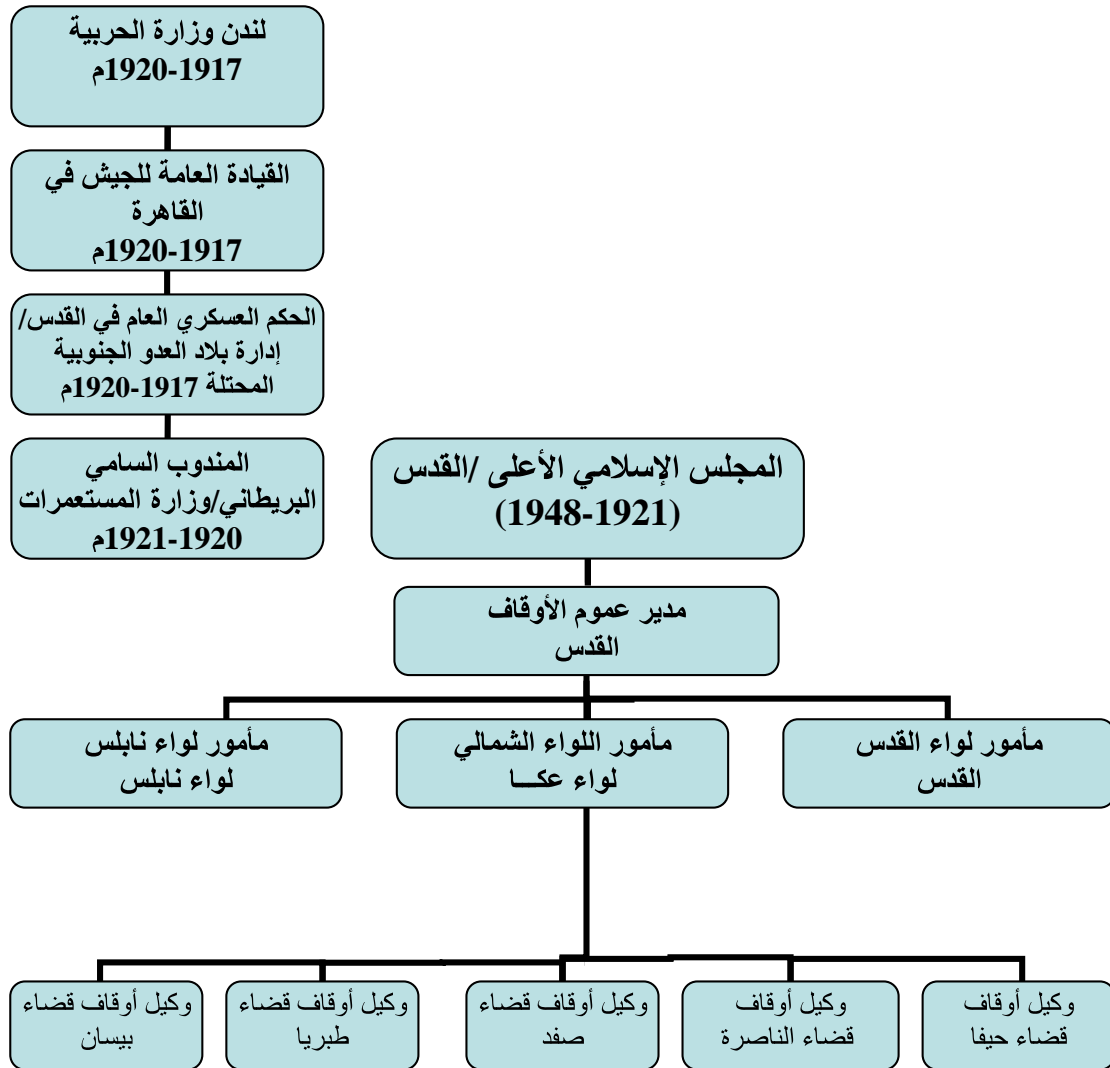 لندن وزارة الحربية
1917-1920م
القيادة العامة للجيش في
القاهرة
1917-1920م
الحكم العسكري العام في القدس/
إدارة بلاد العدو الجنوبية
المحتلة 1917-1920م
المندوب السامي
البريطاني/وزارة المستعمرات
1920-1921م
المجلس الإسلامي الأعلى /القدس
(1921-1948)
مدير عموم الأوقاف
القدس
مأمور لواء القدس
القدس
مأمور اللواء الشمالي
لواء عكـــا
مأمور لواء نابلس
لواء نابلس
وكيل أوقاف
قضاء حيفا
وكيل أوقاف
قضاء الناصرة
وكيل أوقاف قضاء
صفد
وكيل أوقاف قضاء
طبريا
وكيل أوقاف قضاء
بيسان